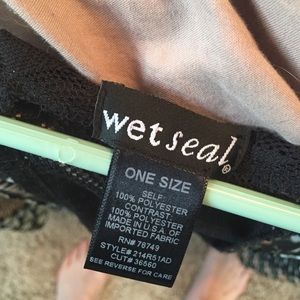 wetseal®
ONE SIZE
SELF:
100% POLYESTER
CONTRAST:
100% POLYESTER
MADE IN U.S.A. OF
IMPORTED FABRIC
RN# 76749
STYLE# 214R51AD
CUT# 36560
SEE REVERSE FOR CARE